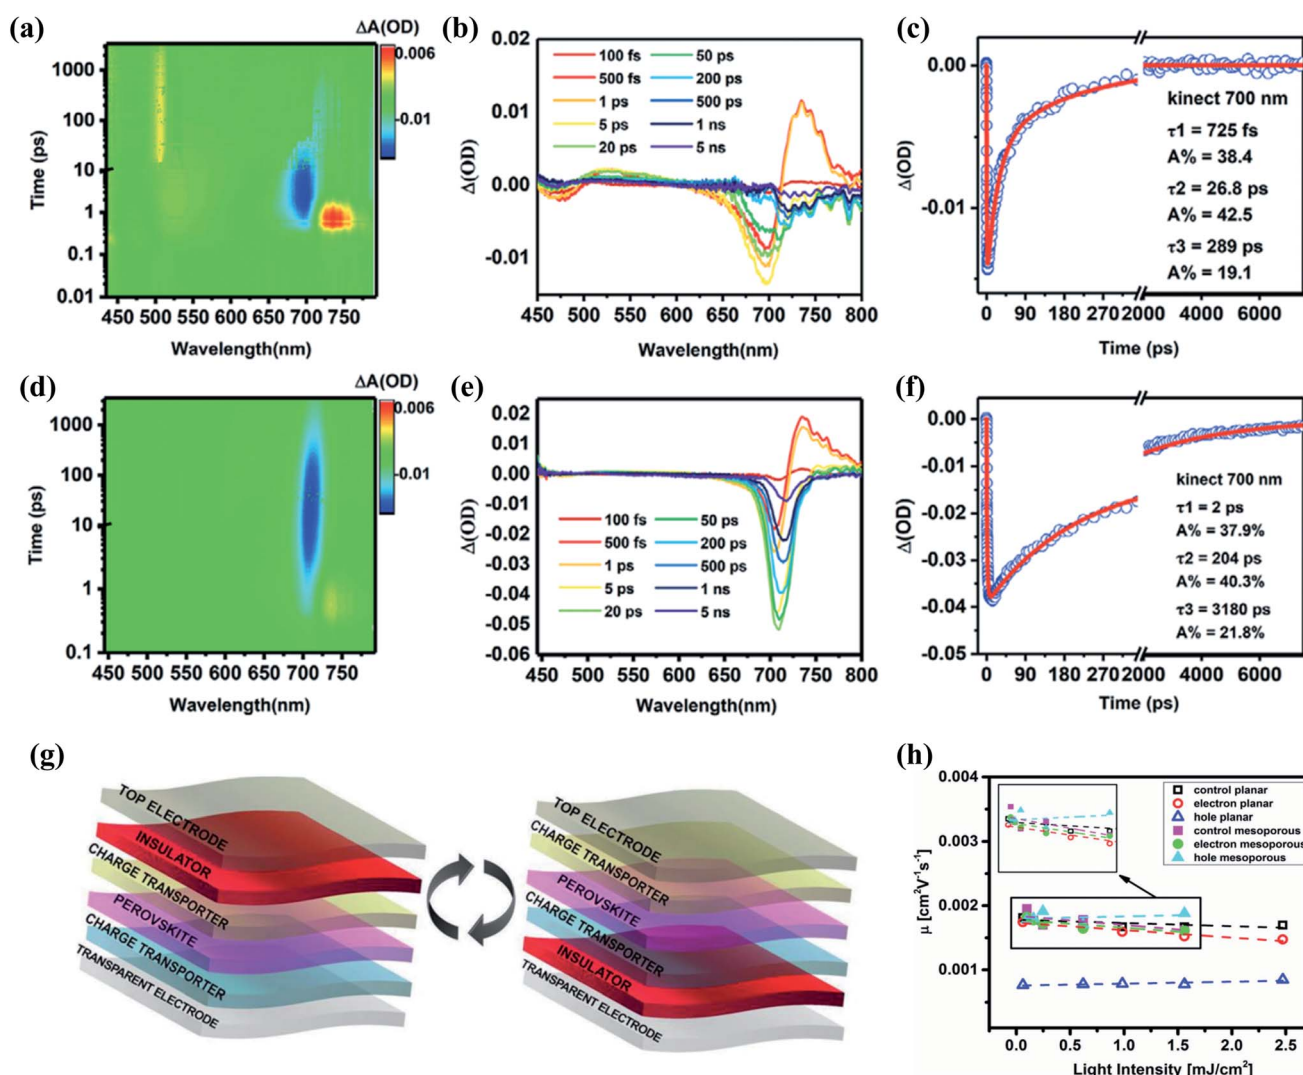 (a)
ΔA(OD)
0.006
-0.01
1000
100
10
1
0.1
0.01
Time (ps)
450 500 550 600 650 700 750
Wavelength(nm)
(b)
0.02
0.01
0.00
-0.01
Δ(OD)
100 fs
500 fs
1 ps
5 ps
20 ps
50 ps
200 ps
500 ps
1 ns
5 ns
450 500 550 600 650 700 750 800
Wavelength(nm)
(c)
0.00
-0.01
Δ(OD)
kinect 700 nm
τ1 = 725 fs
A% = 38.4
τ2 = 26.8 ps
A% = 42.5
τ3 = 289 ps
A% = 19.1
0 90 180 270 2000 4000 6000
Time (ps)
(d)
ΔA(OD)
0.006
-0.01
1000
100
10
1
0.1
Time (ps)
450 500 550 600 650 700 750
Wavelength(nm)
(e)
0.02
0.01
0.00
-0.01
-0.02
-0.03
-0.04
-0.05
-0.06
Δ(OD)
100 fs
500 fs
1 ps
5 ps
20 ps
50 ps
200 ps
500 ps
1 ns
5 ns
450 500 550 600 650 700 750 800
Wavelength(nm)
(f)
0.00
-0.01
-0.02
-0.03
-0.04
-0.05
Δ(OD)
kinect 700 nm
τ1 = 2 ps
A% = 37.9%
τ2 = 204 ps
A% = 40.3%
τ3 = 3180 ps
A% = 21.8%
0 90 180 270 2000 4000 6000
Time (ps)
(g)
TOP ELECTRODE
INSULATOR
CHARGE TRANSPORTER
PEROVSKITE
CHARGE TRANSPORTER
TRANSPARENT ELECTRODE
TOP ELECTRODE
CHARGE TRANSPORTER
PEROVSKITE
CHARGE TRANSPORTER
INSULATOR
TRANSPARENT ELECTRODE
(h)
0.004
0.003
0.002
0.001
μ [cm²V⁻¹s⁻¹]
control planar
electron planar
hole planar
control mesoporous
electron mesoporous
hole mesoporous
0.0 0.5 1.0 1.5 2.0 2.5
Light Intensity [mJ/cm²]